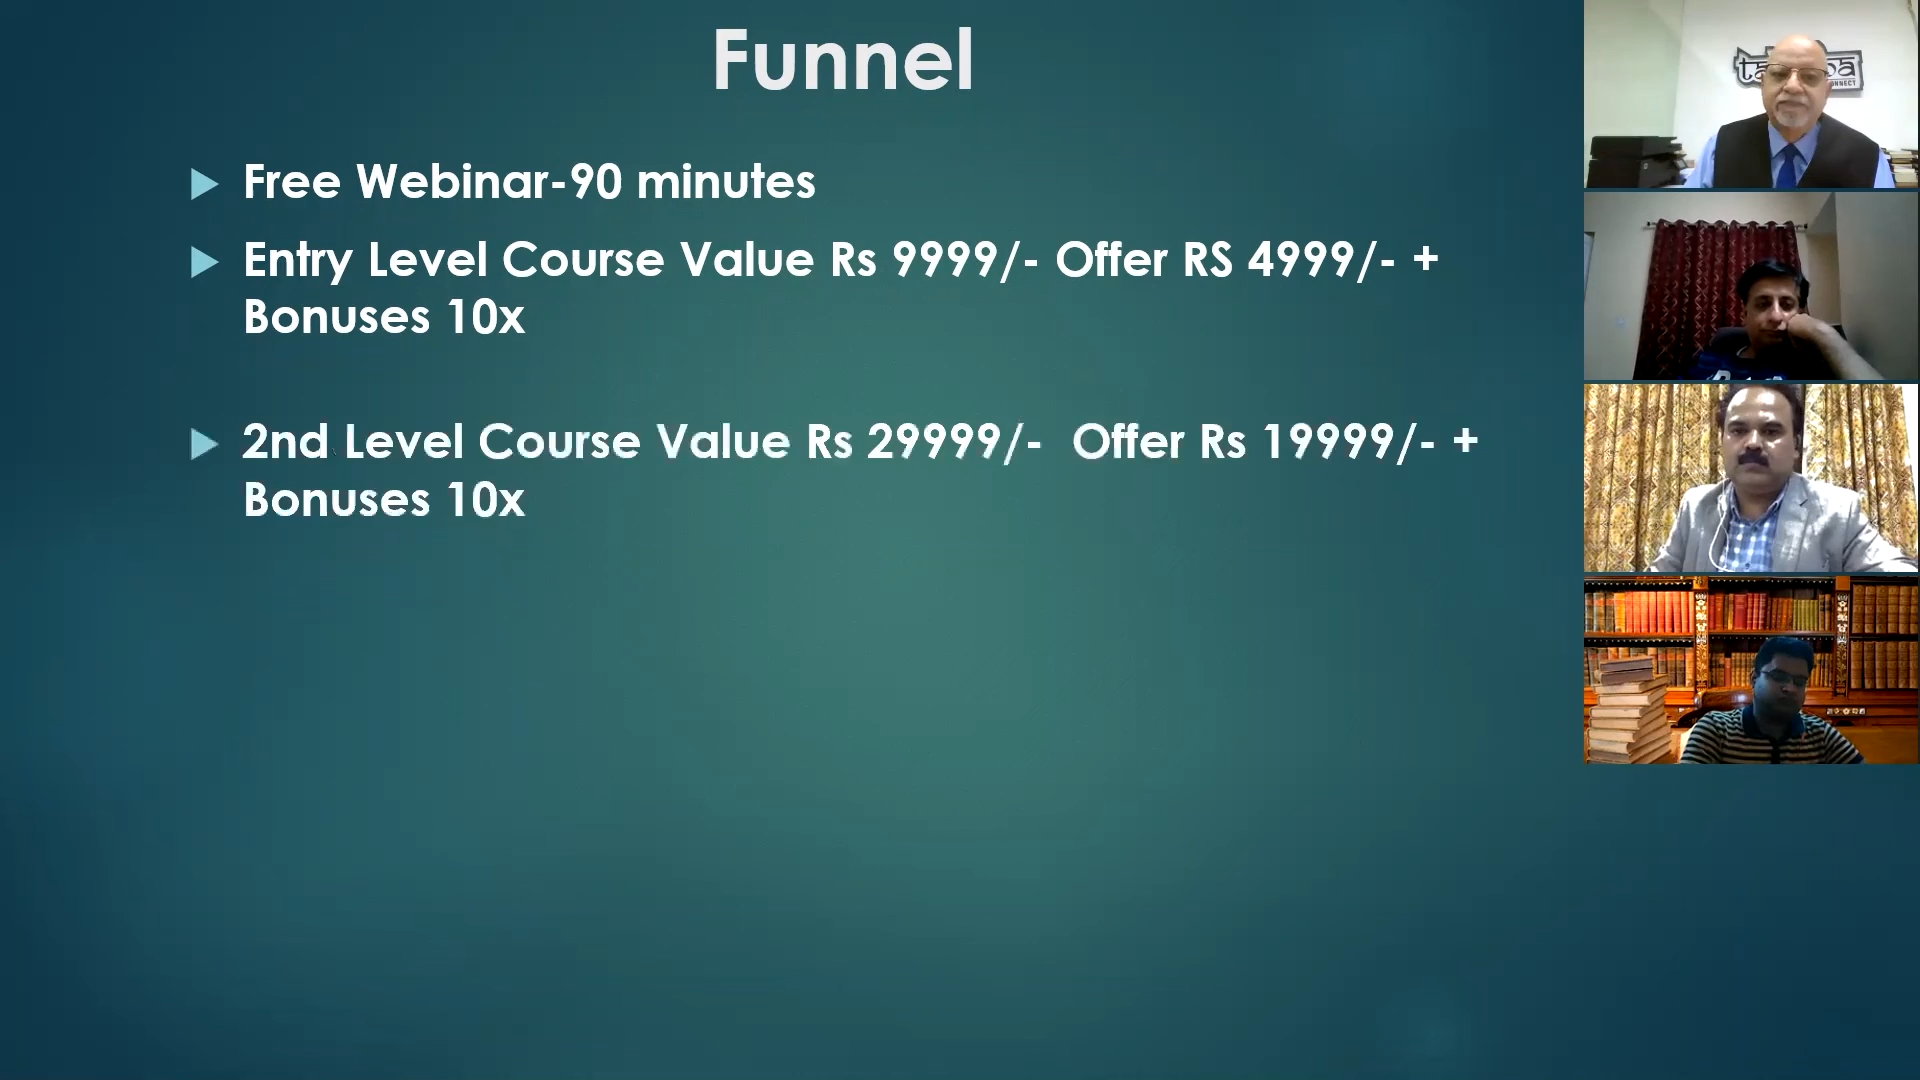 Funnel
Free Webinar-90 minutes
Entry Level Course Value Rs 9999/- Offer RS 4999/- +
Bonuses 10x
2nd Level Course Value Rs 29999/-  Offer Rs 19999/- +
Bonuses 10x